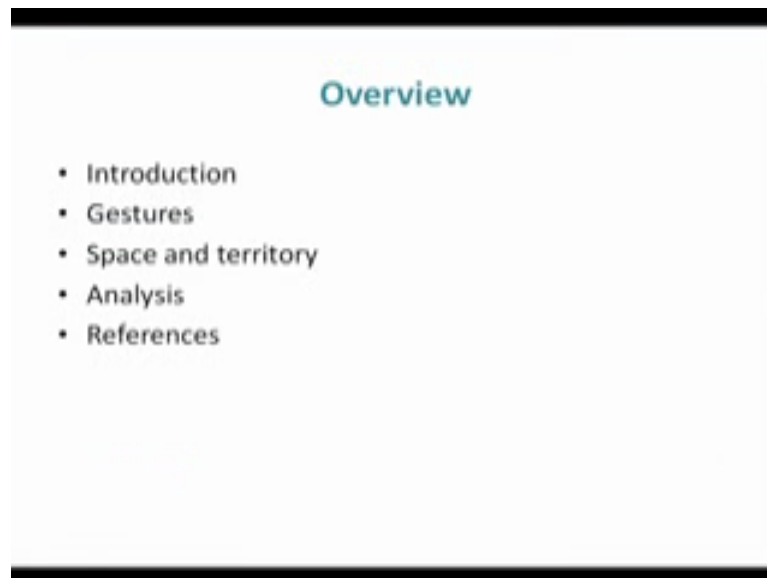 Overview
• Introduction
• Gestures
• Space and territory
• Analysis
• References